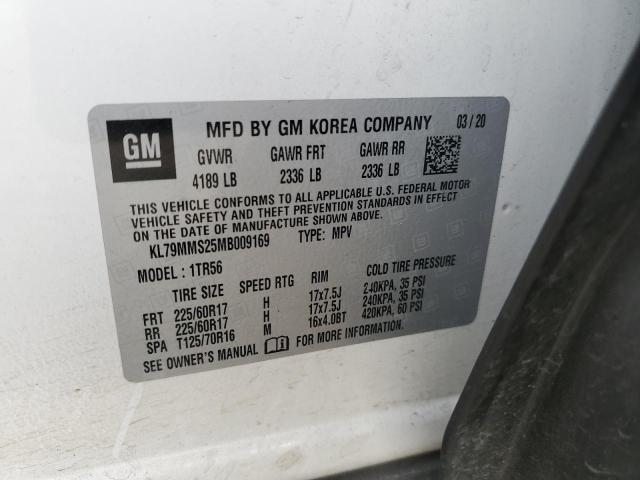 GM
MFD BY GM KOREA COMPANY 03/20
GVWR GAWR FRT GAWR RR
4189 LB 2336 LB 2336 LB
THIS VEHICLE CONFORMS TO ALL APPLICABLE U.S. FEDERAL MOTOR
VEHICLE SAFETY AND THEFT PREVENTION STANDARDS IN EFFECT
ON THE DATE OF MANUFACTURE SHOWN ABOVE.
KL79MMS25MB009169 TYPE: MPV
MODEL : 1TR56
TIRE SIZE SPEED RTG RIM COLD TIRE PRESSURE
FRT 225/60R17 H 17x7.5J 240KPA, 35 PSI
RR 225/60R17 H 17x7.5J 240KPA, 35 PSI
SPA T125/70R16 M 16x4.0BT 420KPA, 60 PSI
SEE OWNER'S MANUAL